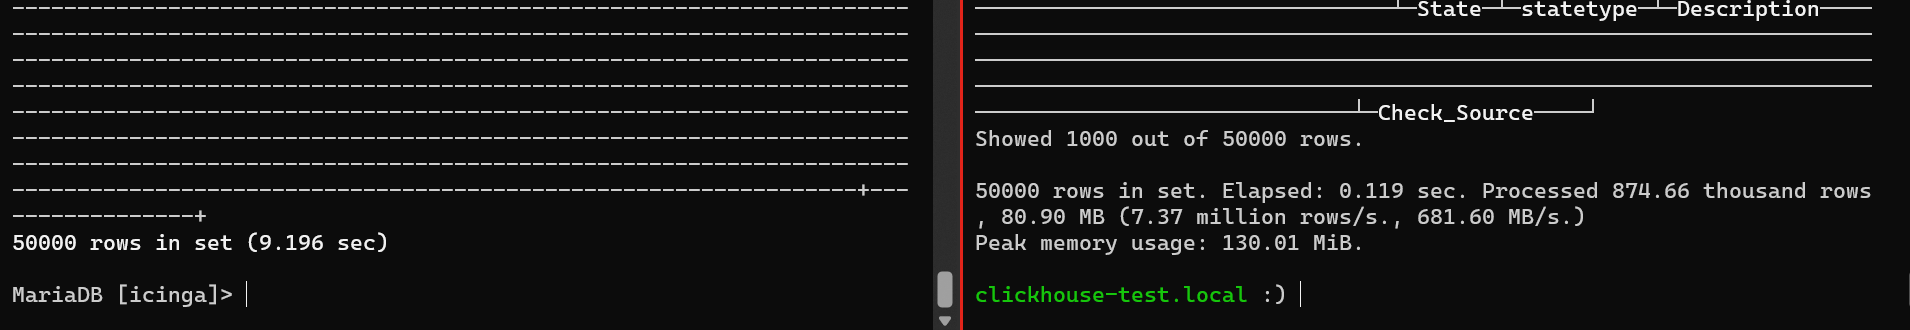 50000 rows in set (9.196 sec)
MariaDB [icinga]>
State statetype Description
Check_Source
Showed 1000 out of 50000 rows.
50000 rows in set. Elapsed: 0.119 sec. Processed 874.66 thousand rows
, 80.90 MB (7.37 million rows/s., 681.60 MB/s.)
Peak memory usage: 130.01 MiB.
clickhouse-test.local :)